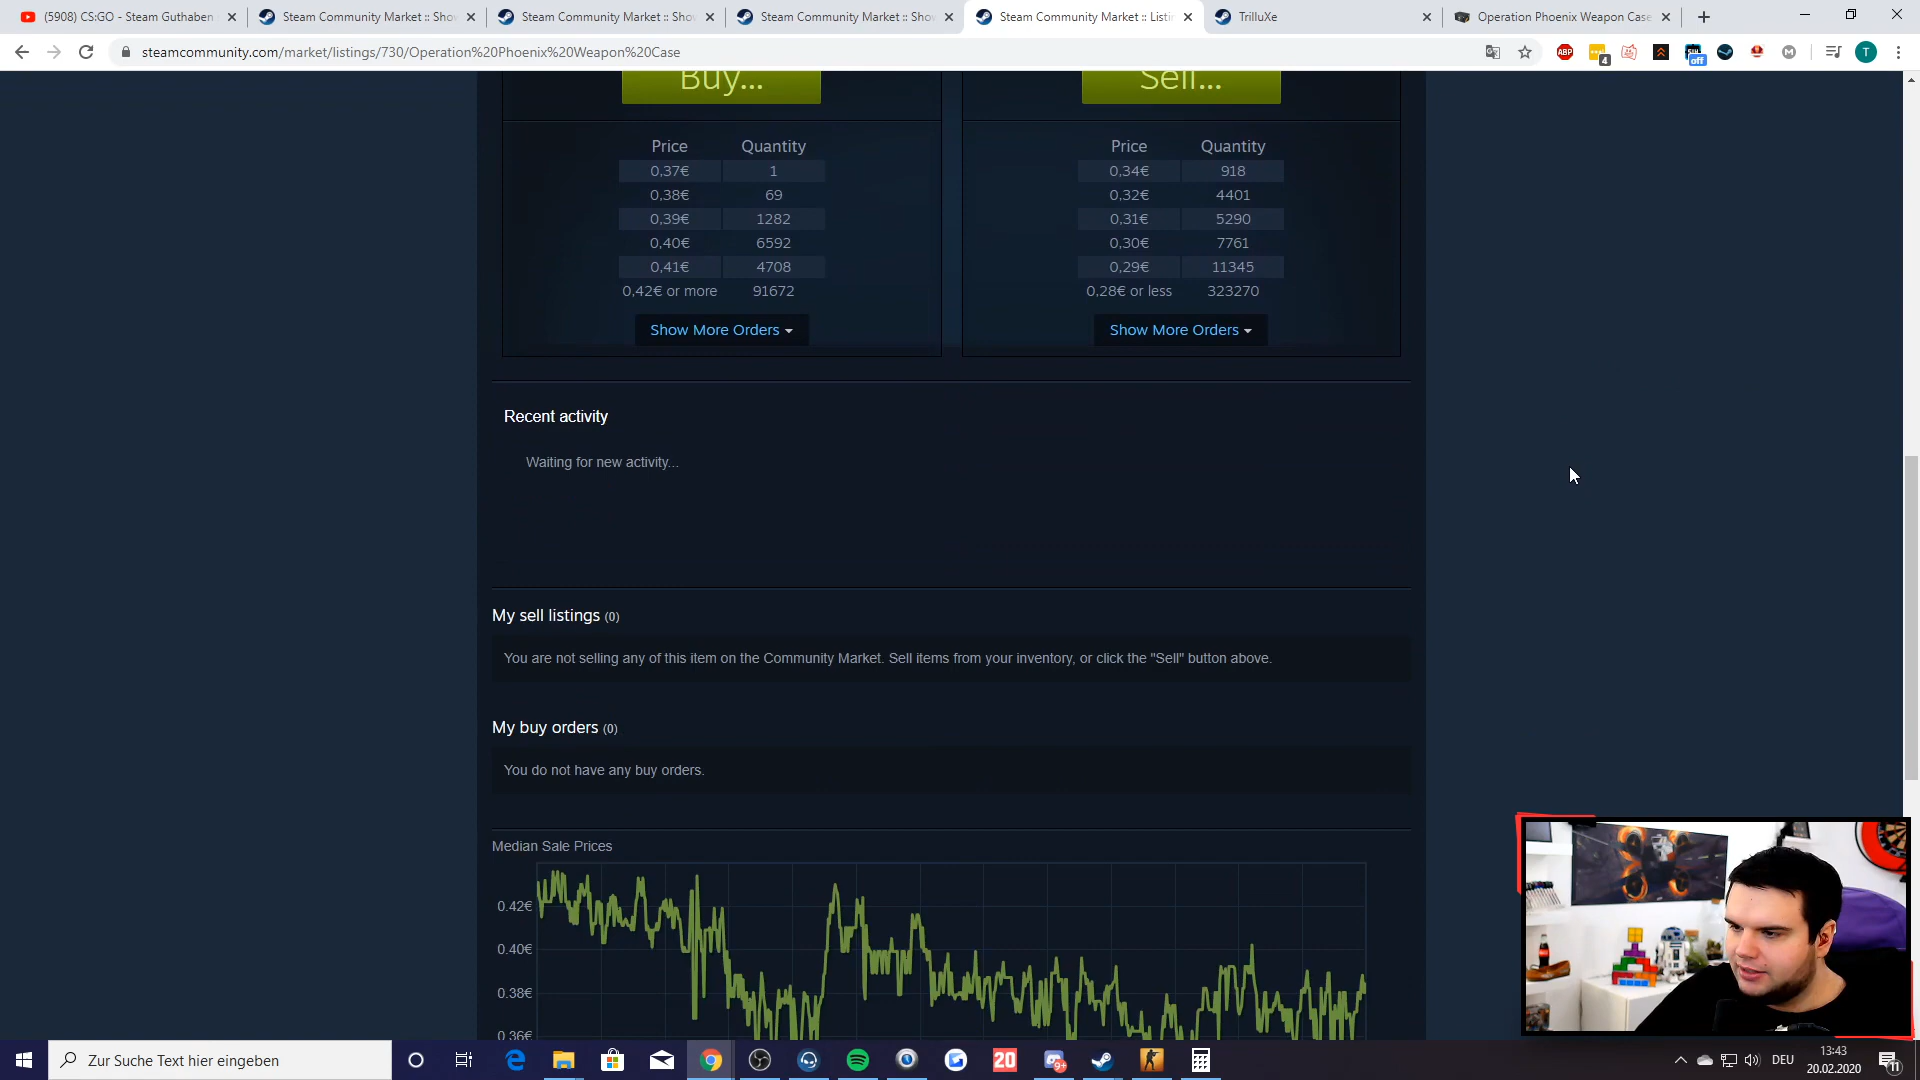 (5908) CS:GO - Steam Guthaben
Steam Community Market :: Sho
Steam Community Market :: Sho
Steam Community Market :: Sho
Steam Community Market :: Listi
TrilluXe
Operation Phoenix Weapon Case
steamcommunity.com/market/listings/730/Operation%20Phoenix%20Weapon%20Case
ABP
4
off
M
T
Buy...
Sell...
Price Quantity
0,37€ 1
0,38€ 69
0,39€ 1282
0,40€ 6592
0,41€ 4708
0,42€ or more 91672
Show More Orders
Price Quantity
0,34€ 918
0,32€ 4401
0,31€ 5290
0,30€ 7761
0,29€ 11345
0,28€ or less 323270
Show More Orders
Recent activity
Waiting for new activity...
My sell listings (0)
You are not selling any of this item on the Community Market. Sell items from your inventory, or click the "Sell" button above.
My buy orders (0)
You do not have any buy orders.
Median Sale Prices
0.42€
0.40€
0.38€
0.36€
Zur Suche Text hier eingeben
20
9+
DEU
13:43
20.02.2020
11